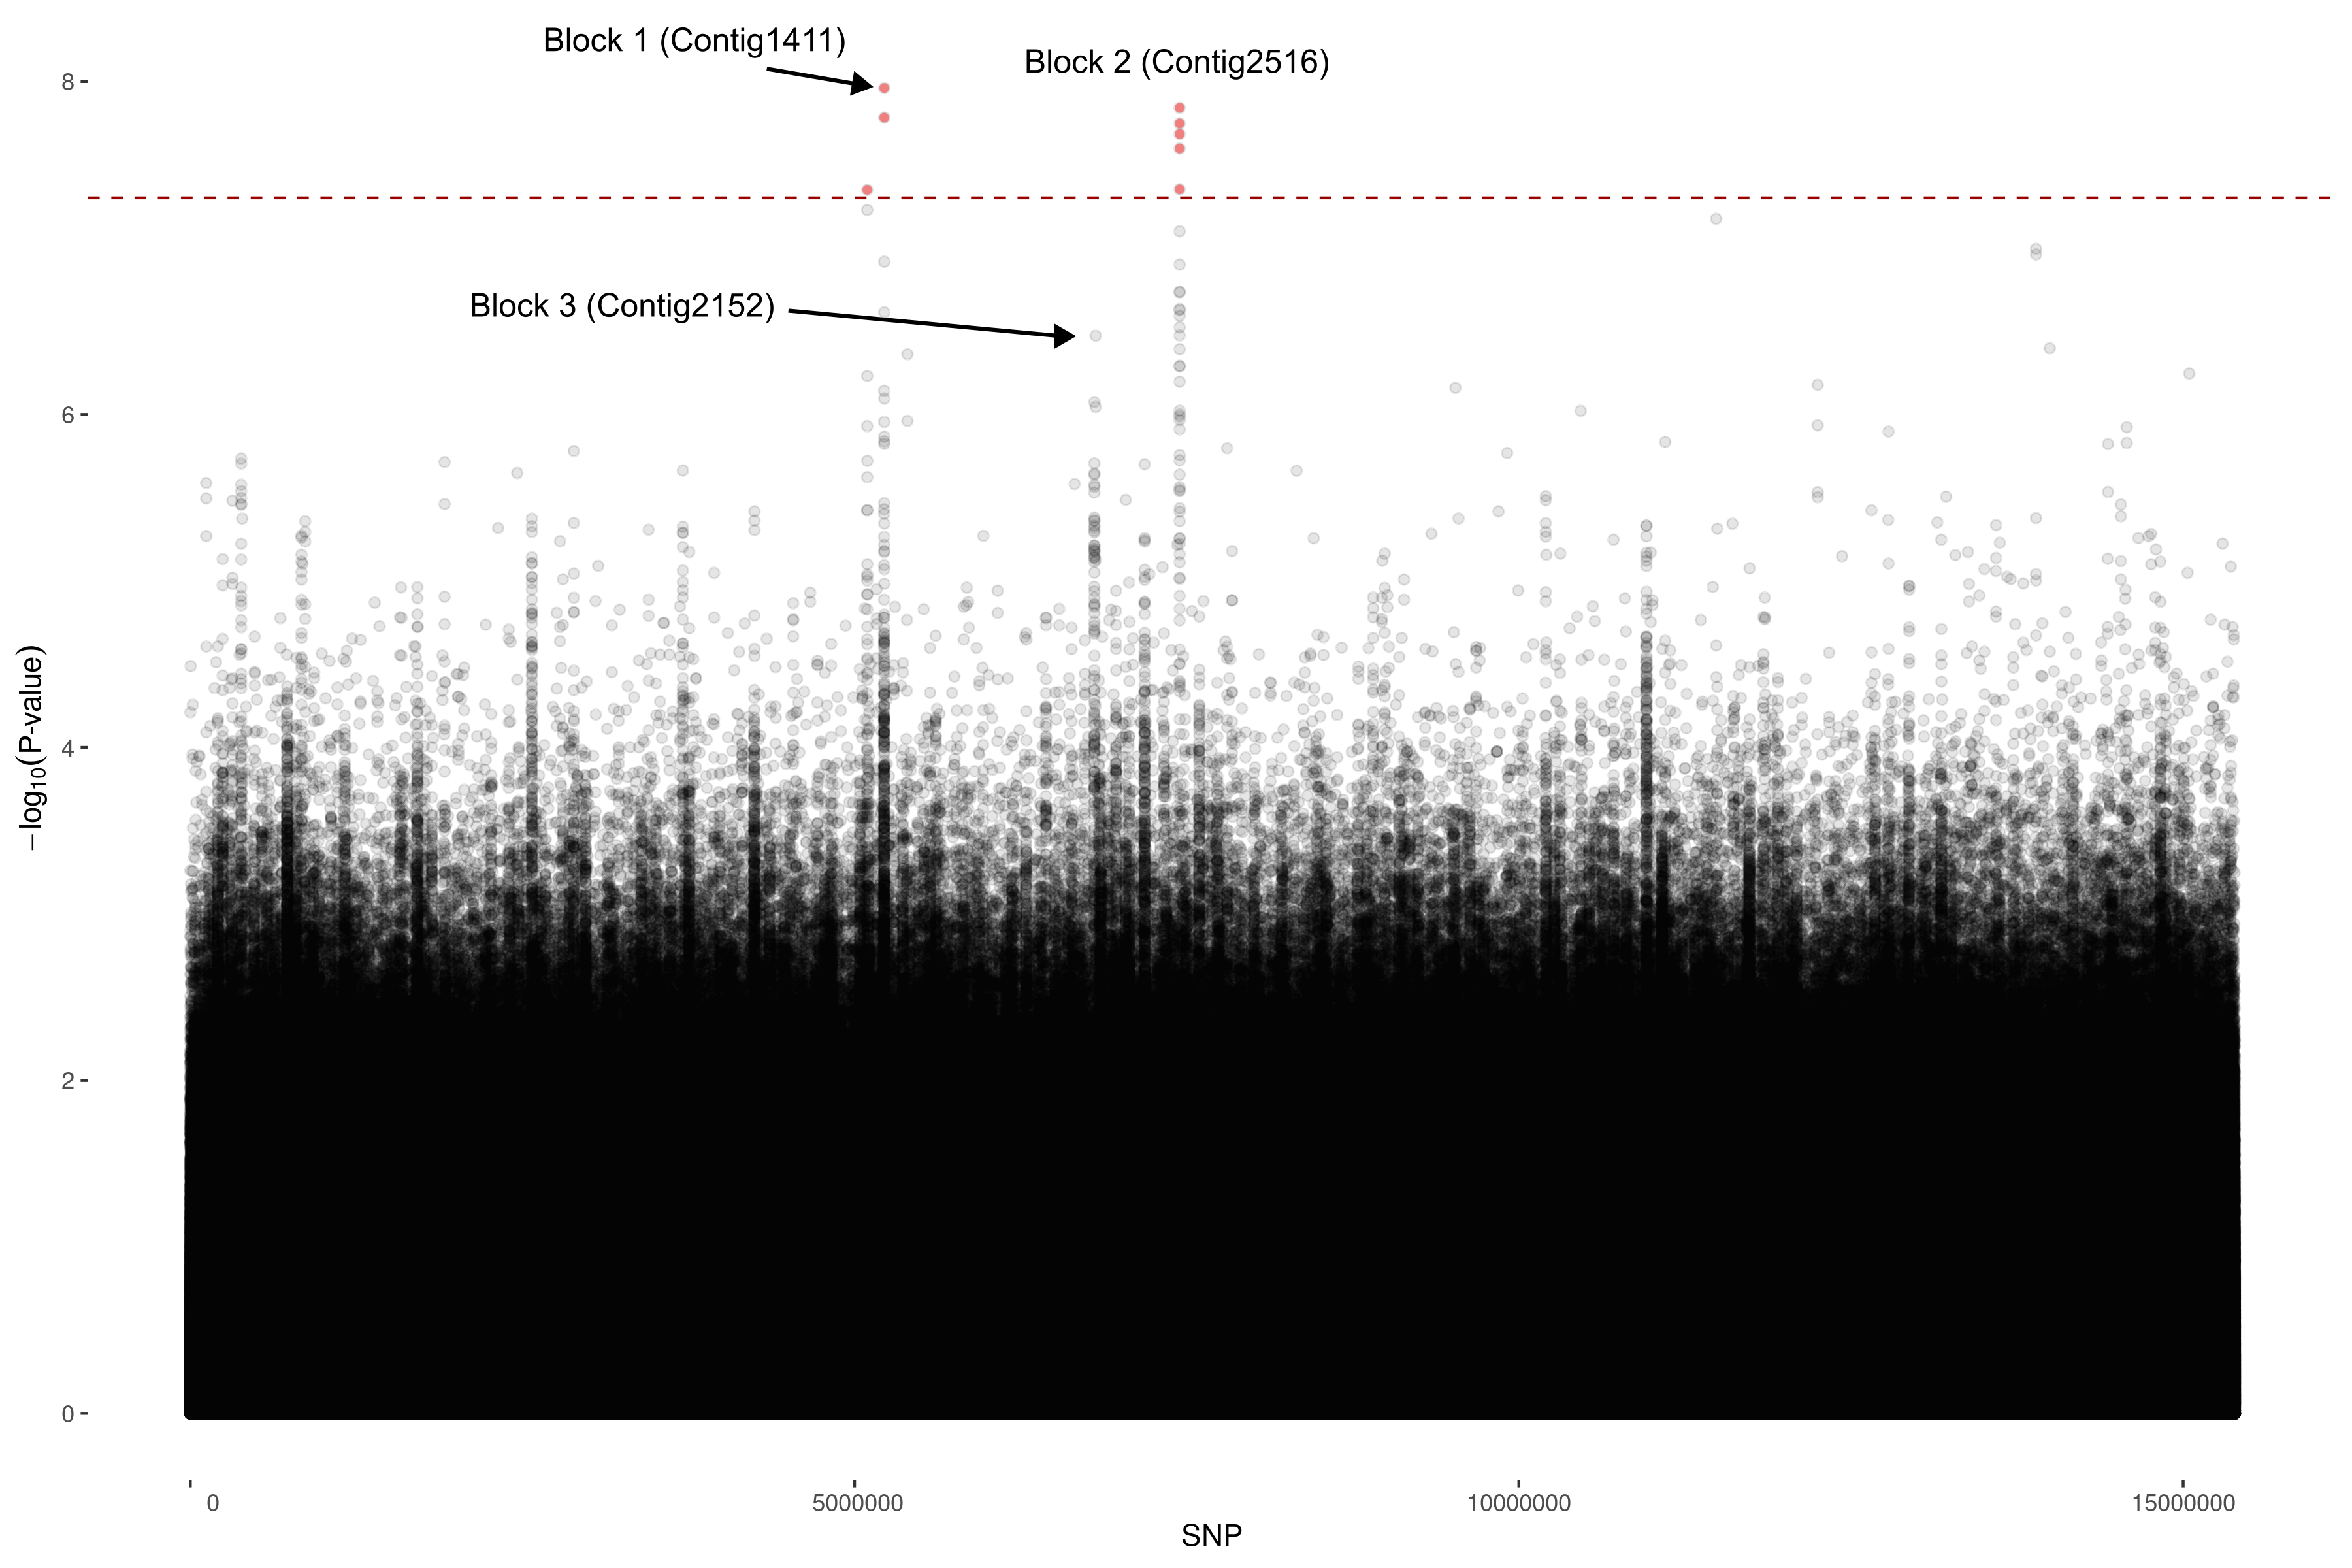 Block 1 (Contig1411)
Block 2 (Contig2516)
8
Block 3 (Contig2152)
6
−log10(P-value)
4
2
0
0 5000000 10000000 15000000
SNP